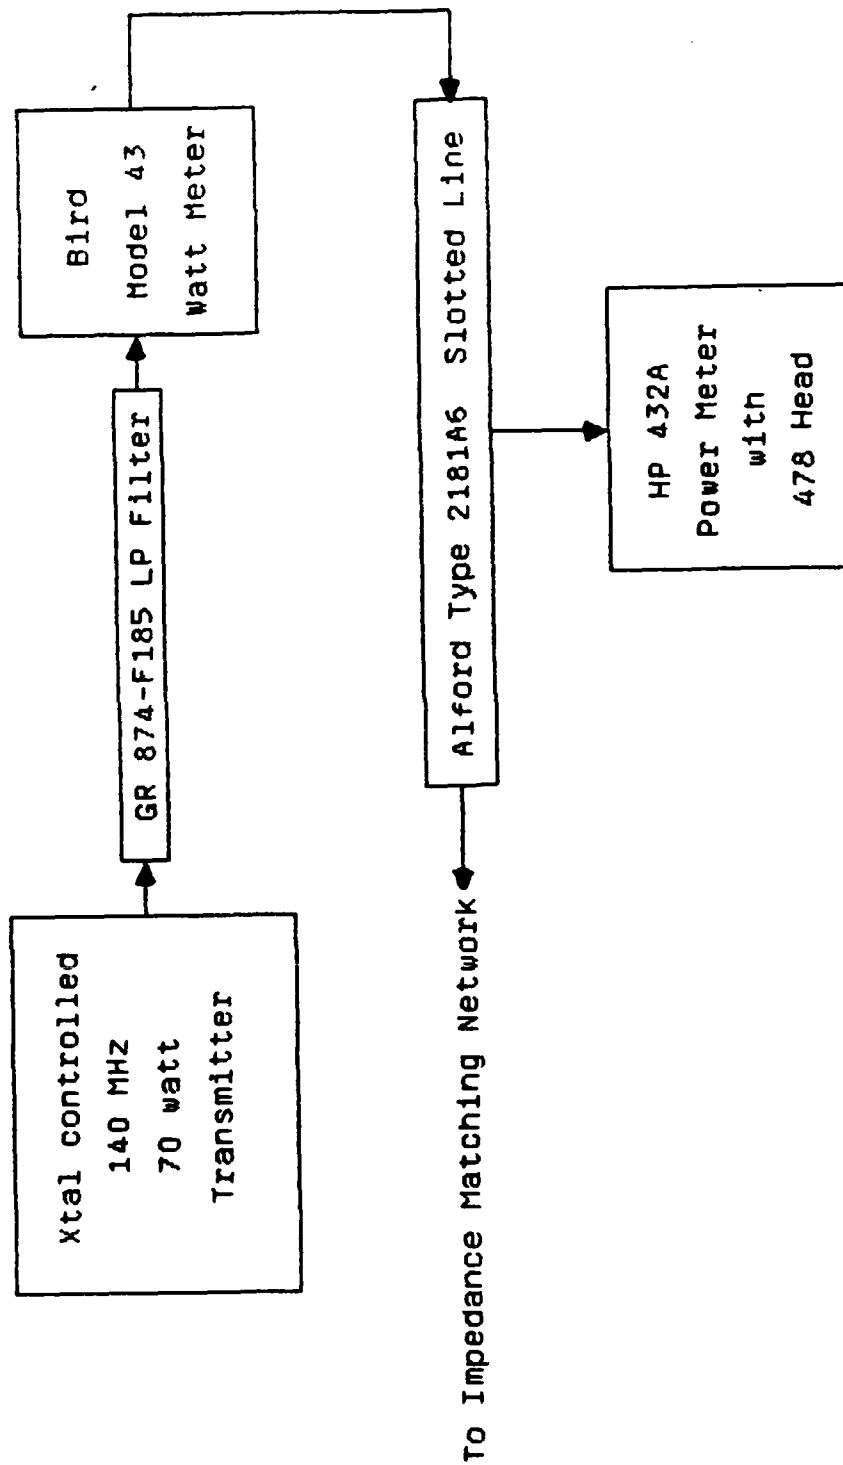 Xtal controlled
140 MHz
70 watt
Transmitter
GR 874-F185 LP Filter
Bird
Model 43
Watt Meter
Alford Type 2181A6 Slotted Line
To Impedance Matching Network
HP 432A
Power Meter
with
478 Head